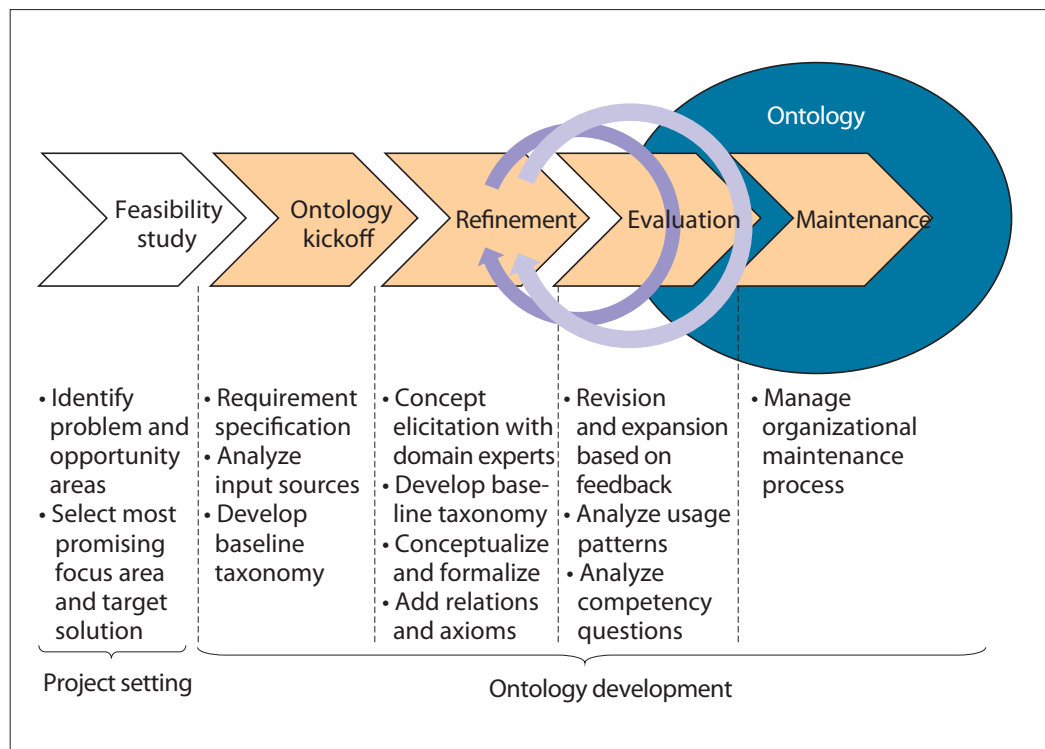 Ontology
Feasibility
study
Ontology
kickoff
Refinement
Evaluation
Maintenance
• Identify
problem and
opportunity
areas
• Select most
promising
focus area
and target
solution
• Requirement
specification
• Analyze
input sources
• Develop
baseline
taxonomy
• Concept
elicitation with
domain experts
• Develop base-
line taxonomy
• Conceptualize
and formalize
• Add relations
and axioms
• Revision
and expansion
based on
feedback
• Analyze usage
patterns
• Analyze
competency
questions
• Manage
organizational
maintenance
process
Project setting
Ontology development